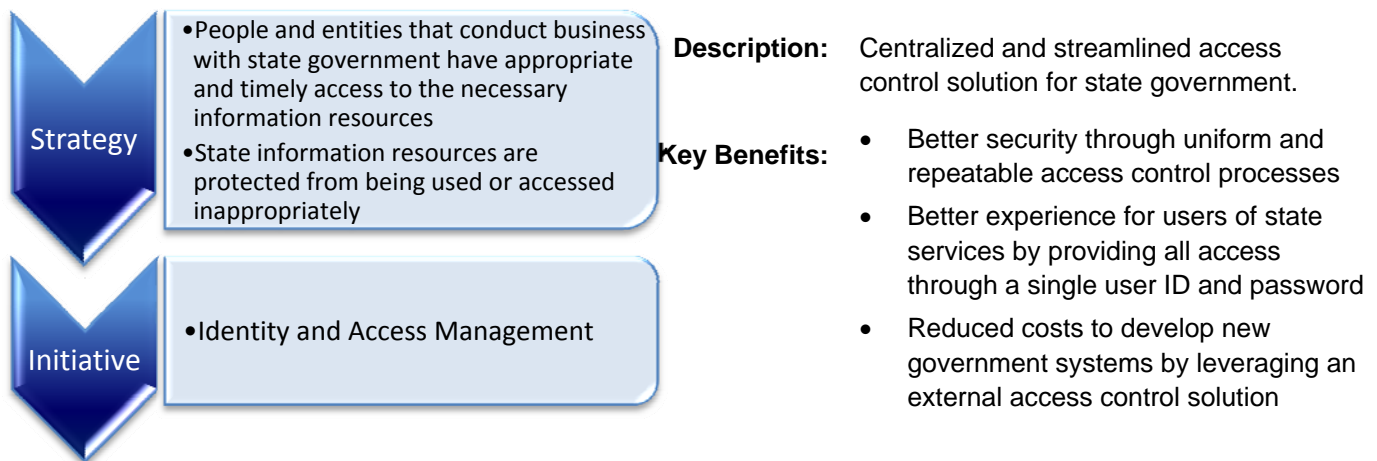 Strategy
•People and entities that conduct business
with state government have appropriate
and timely access to the necessary
information resources
•State information resources are
protected from being used or accessed
inappropriately
Initiative
•Identity and Access Management
Description: Centralized and streamlined access
control solution for state government.
Key Benefits: • Better security through uniform and
repeatable access control processes
• Better experience for users of state
services by providing all access
through a single user ID and password
• Reduced costs to develop new
government systems by leveraging an
external access control solution